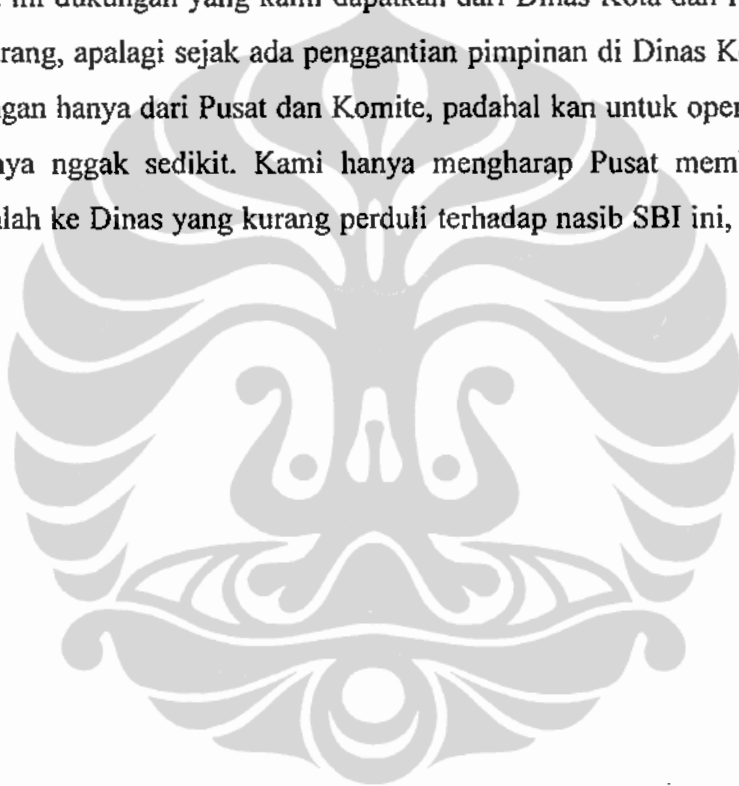 ini dukungan yang kami dapatkan dari Dinas Kota dan
rang, apalagi sejak ada penggantian pimpinan di Dinas K
ngan hanya dari Pusat dan Komite, padahal kan untuk oper
nya nggak sedikit. Kami hanya mengharap Pusat mem
lah ke Dinas yang kurang perduli terhadap nasib SBI ini,